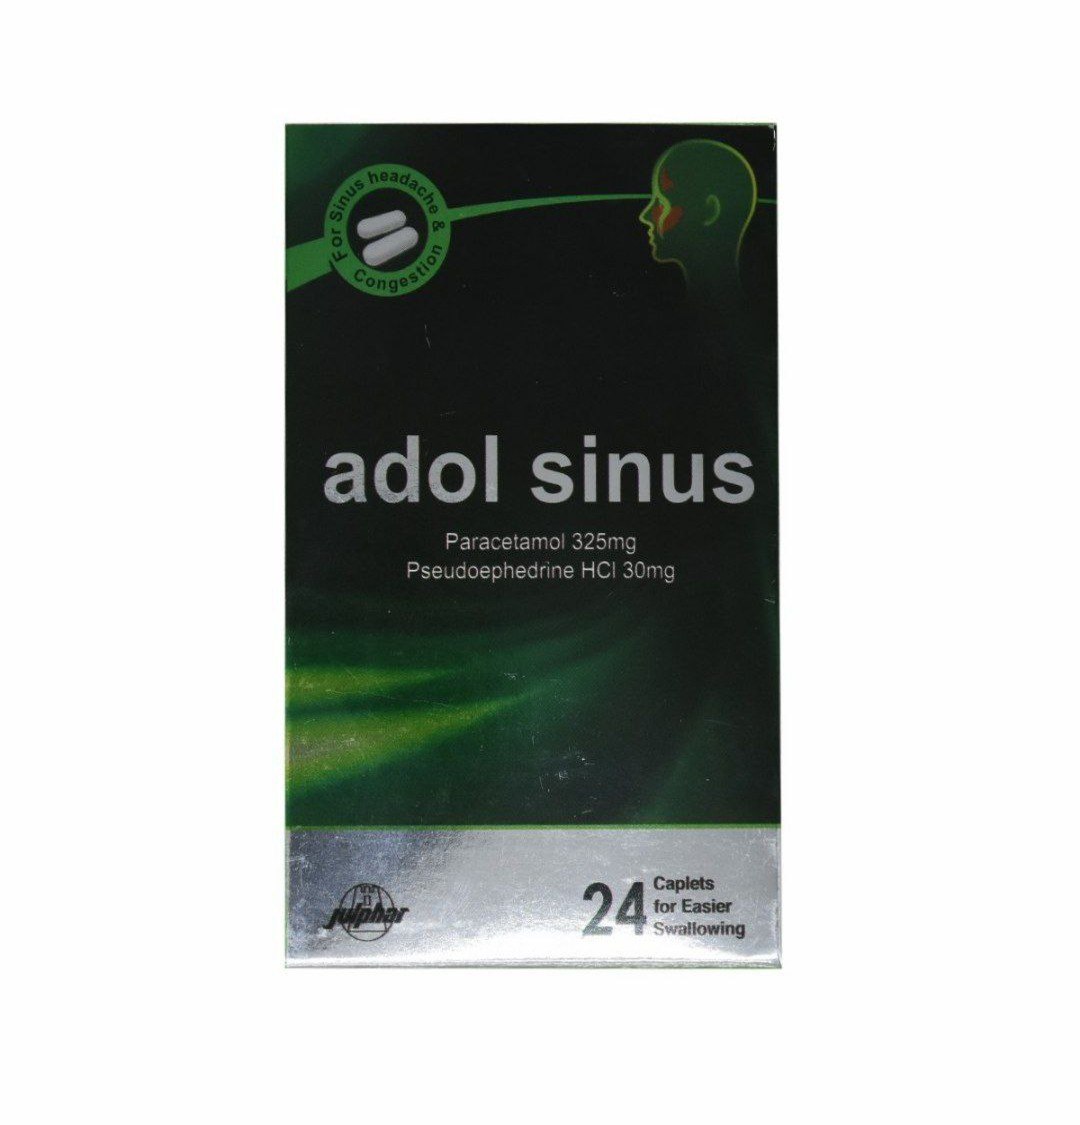 For Sinus headache &
Congestion
adol sinus
Paracetamol 325mg
Pseudoephedrine HCl 30mg
julphar
24
Caplets
for Easier
Swallowing